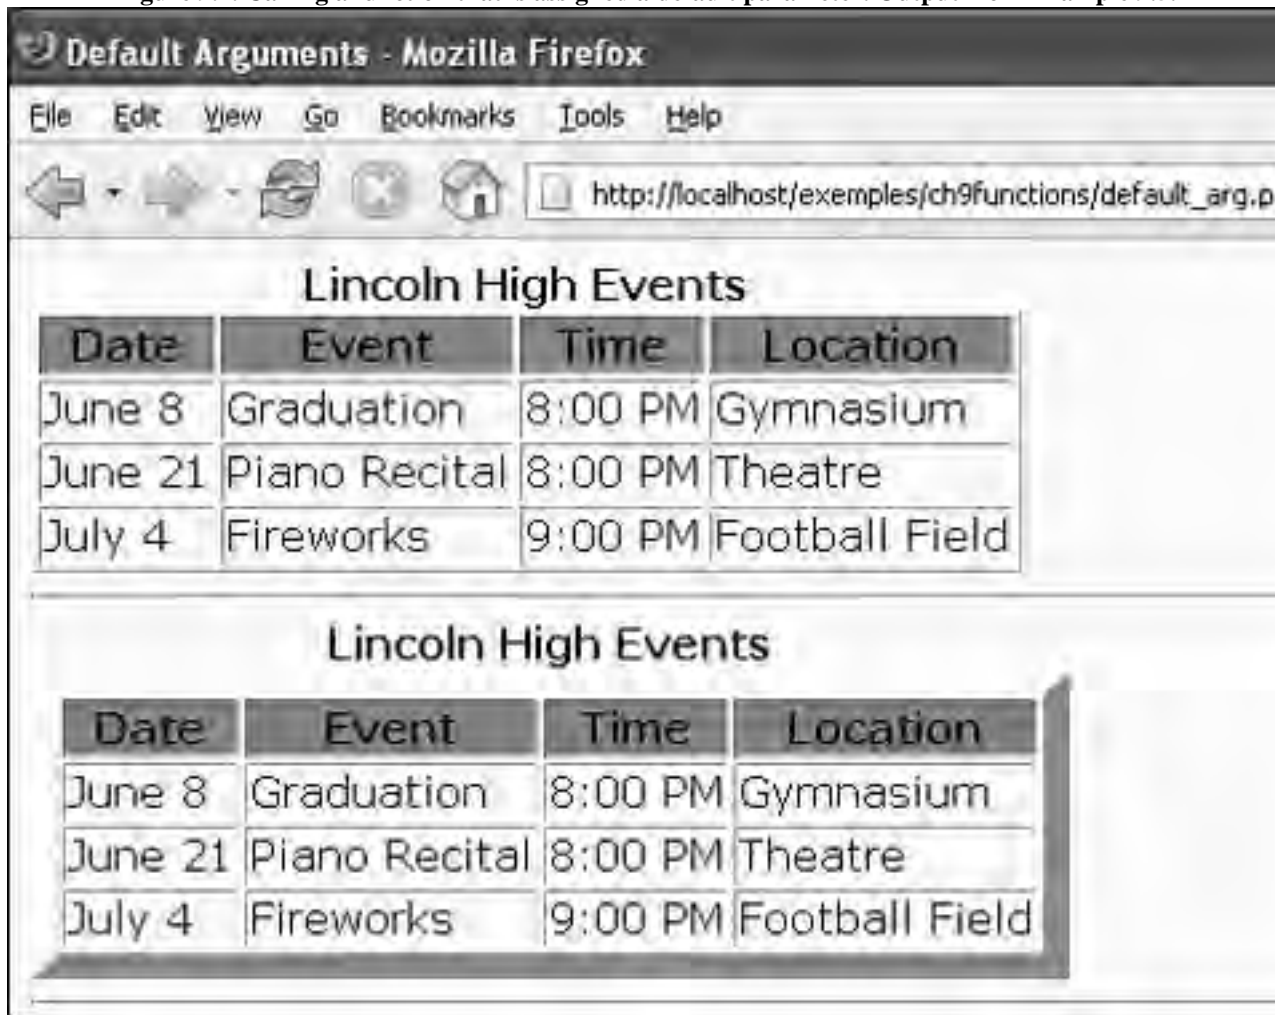 Default Arguments - Mozilla Firefox
File Edit View Go Bookmarks Tools Help
http://localhost/exemples/ch9functions/default_arg.p
Lincoln High Events
Date Event Time Location
June 8 Graduation 8:00 PM Gymnasium
June 21 Piano Recital 8:00 PM Theatre
July 4 Fireworks 9:00 PM Football Field
Lincoln High Events
Date Event Time Location
June 8 Graduation 8:00 PM Gymnasium
June 21 Piano Recital 8:00 PM Theatre
July 4 Fireworks 9:00 PM Football Field